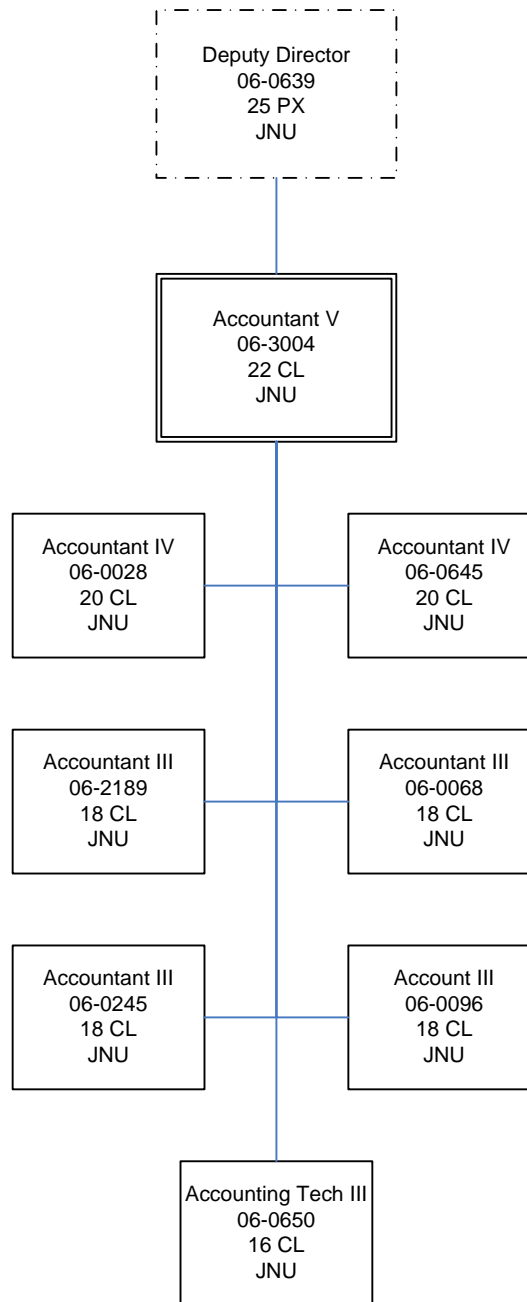 Deputy Director
06-0639
25 PX
JNU
Accountant V
06-3004
22 CL
JNU
Accountant IV
06-0028
20 CL
JNU
Accountant IV
06-0645
20 CL
JNU
Accountant III
06-2189
18 CL
JNU
Accountant III
06-0068
18 CL
JNU
Accountant III
06-0245
18 CL
JNU
Account III
06-0096
18 CL
JNU
Accounting Tech III
06-0650
16 CL
JNU